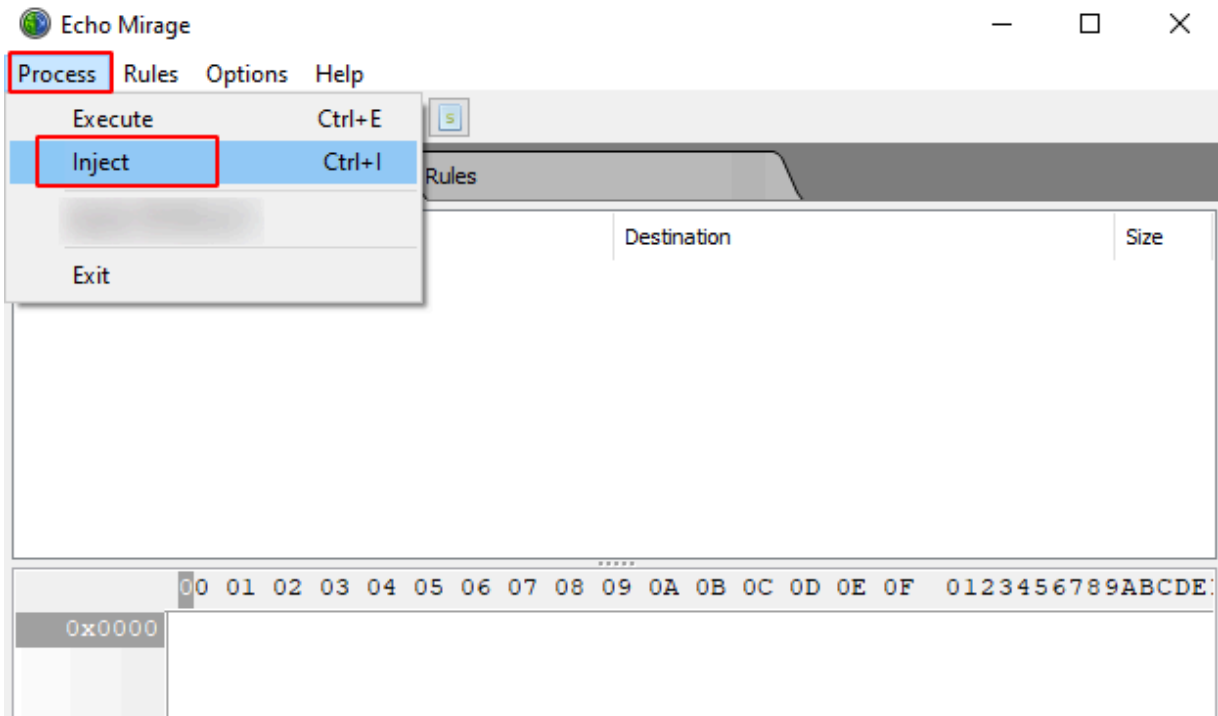 Echo Mirage
Process Rules Options Help
Execute Ctrl+E
S
Inject Ctrl+I
Rules
Destination Size
Exit
00 01 02 03 04 05 06 07 08 09 0A 0B 0C 0D 0E 0F 0123456789ABCDE
0x0000